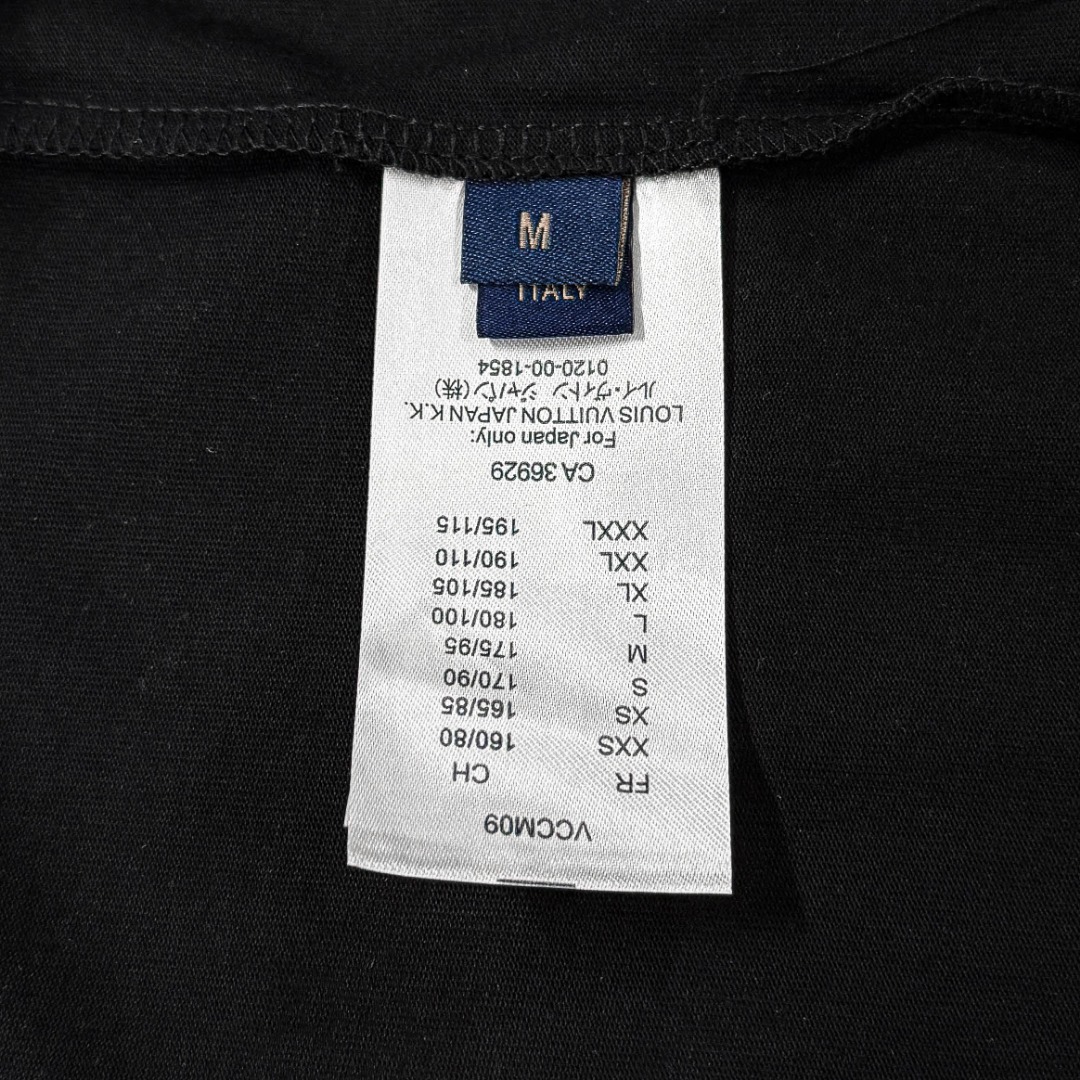 M
ITALY
VCCM09
FR CH
XXS 160/80
XS 165/85
S 170/90
M 175/95
L 180/100
XL 185/105
XXL 190/110
XXXL 195/115
CA 36929
For Japan only:
LOUIS VUITTON JAPAN K.K.
ルイ・ヴィトン ジャパン(株)
0120-00-1854